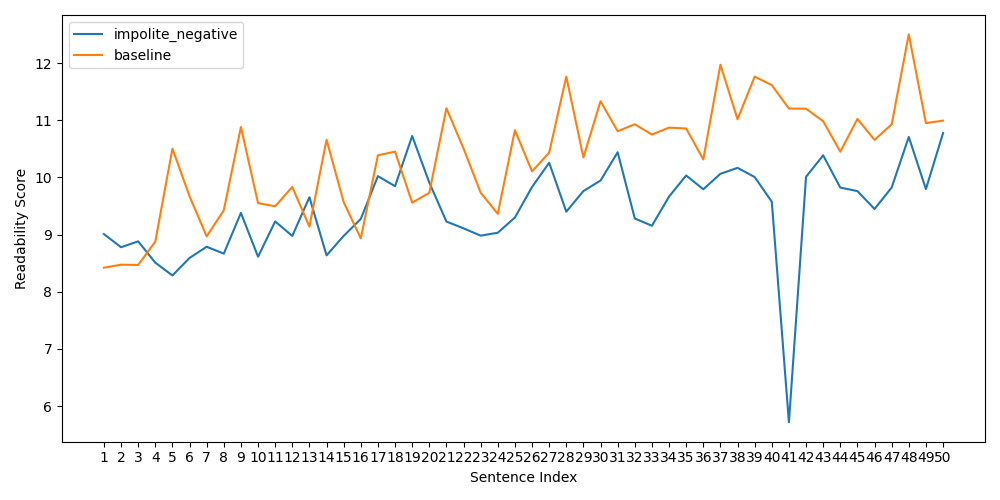 impolite_negative
baseline
12
11
10
9
8
7
6
Readability Score
1 2 3 4 5 6 7 8 9 10 11 12 13 14 15 16 17 18 19 20 21 22 23 24 25 26 27 28 29 30 31 32 33 34 35 36 37 38 39 40 41 42 43 44 45 46 47 48 49 50
Sentence Index